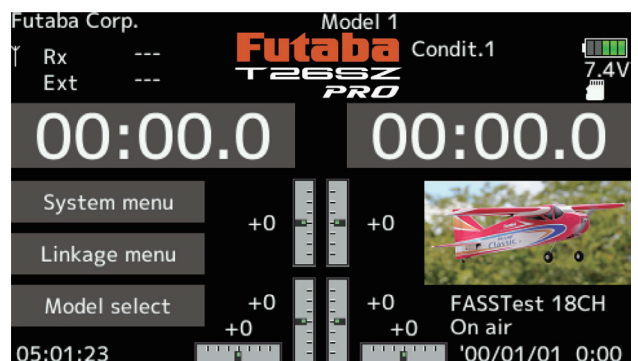 Futaba Corp.
Model 1
Rx ---
Ext ---
Futaba
T26SZ
PRO
Condit.1
7.4V
00:00.0
00:00.0
System menu
Linkage menu
Model select
+0
+0
+0
+0
+0
+0
Classic
FASSTest 18CH
On air
05:01:23
'00/01/01 0:00